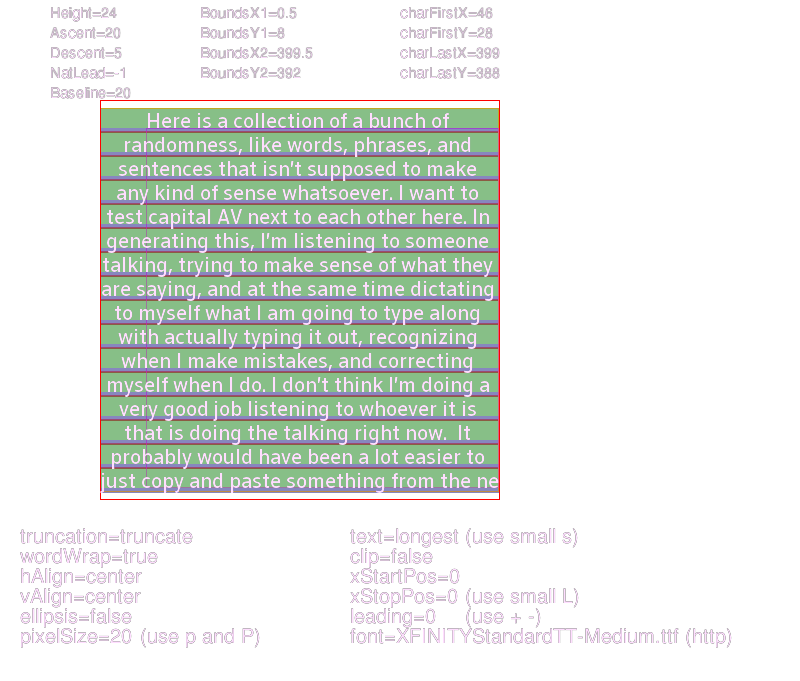 Height=24 BoundsX1=0.5 charFirstX=46
Ascent=20 BoundsY1=8 charFirstY=28
Descent=5 BoundsX2=399.5 charLastX=399
NatLead=-1 BoundsY2=392 charLastY=388
Baseline=20
Here is a collection of a bunch of
randomness, like words, phrases, and
sentences that isn't supposed to make
any kind of sense whatsoever. I want to
test capital AV next to each other here. In
generating this, I'm listening to someone
talking, trying to make sense of what they
are saying, and at the same time dictating
to myself what I am going to type along
with actually typing it out, recognizing
when I make mistakes, and correcting
myself when I do. I don't think I'm doing a
very good job listening to whoever it is
that is doing the talking right now.  It
probably would have been a lot easier to
just copy and paste something from the ne
truncation=truncate text=longest (use small s)
wordWrap=true clip=false
hAlign=center xStartPos=0
vAlign=center xStopPos=0 (use small L)
ellipsis=false leading=0 (use + -)
pixelSize=20 (use p and P) font=XFINITYStandardTT-Medium.ttf (http)